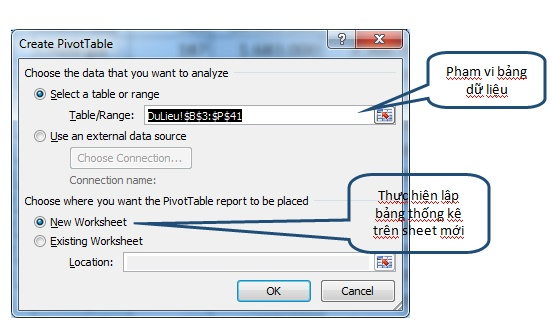 Create PivotTable
Choose the data that you want to analyze
Select a table or range
Table/Range: DuLieu!$B$3:$P$41
Use an external data source
Choose Connection...
Connection name:
Choose where you want the PivotTable report to be placed
New Worksheet
Existing Worksheet
Location:
OK
Cancel
Phạm vi bảng
dữ liệu
Thực hiện lập
bảng thống kê
trên sheet mới